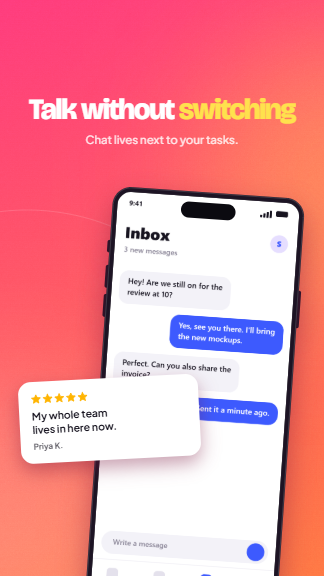 Talk without switching
Chat lives next to your tasks.
9:41
Inbox
S
3 new messages
Hey! Are we still on for the
review at 10?
Yes, see you there. I'll bring
the new mockups.
Perfect. Can you also share the
invoice?
ent it a minute ago.
My whole team
lives in here now.
Priya K.
Write a message